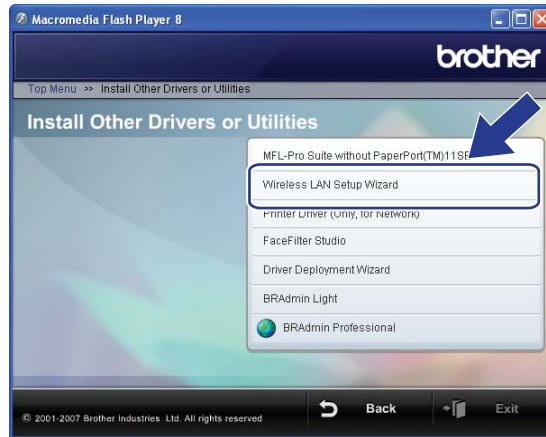 Macromedia Flash Player 8
brother
Top Menu >> Install Other Drivers or Utilities
Install Other Drivers or Utilities
MFL-Pro Suite without PaperPort(TM)11SE
Wireless LAN Setup Wizard
Printer Driver (Only, for Network)
FaceFilter Studio
Driver Deployment Wizard
BRAdmin Light
BRAdmin Professional
© 2001-2007 Brother Industries Ltd. All rights reserved
Back
Exit